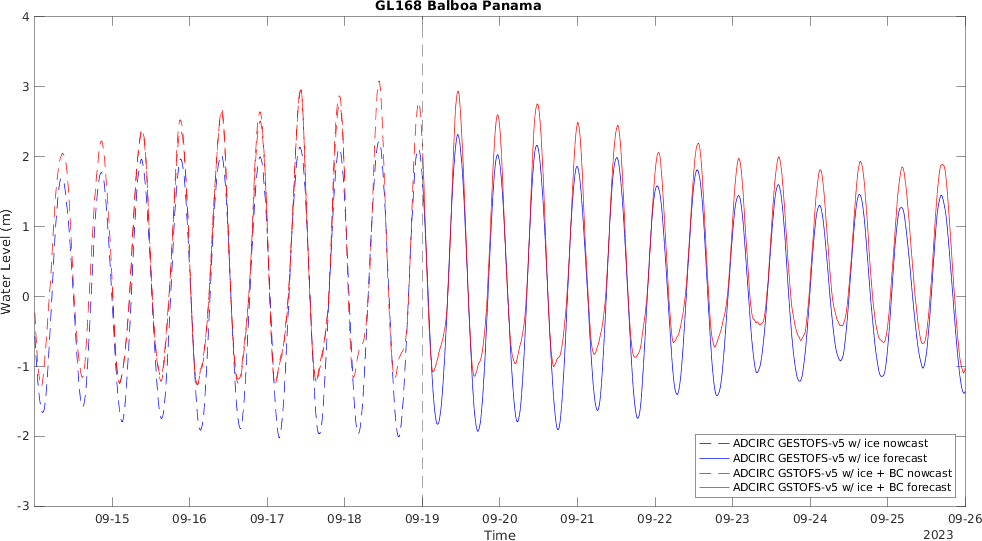 GL168 Balboa Panama
4
3
2
1
0
-1
-2
-3
Water Level (m)
ADCIRC GESTOFS-v5 w/ ice nowcast
ADCIRC GESTOFS-v5 w/ ice forecast
ADCIRC GSTOFS-v5 w/ ice + BC nowcast
ADCIRC GSTOFS-v5 w/ ice + BC forecast
09-15 09-16 09-17 09-18 09-19 09-20 09-21 09-22 09-23 09-24 09-25 09-26
Time
2023